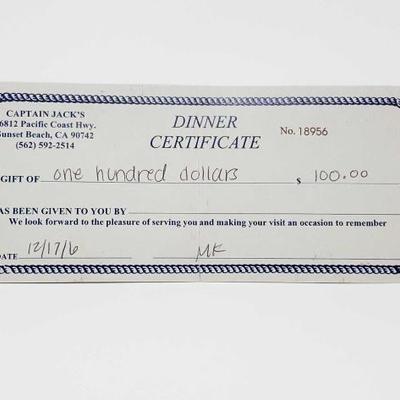 CAPTAIN JACK'S
6812 Pacific Coast Hwy.
Sunset Beach, CA 90742
(562) 592-2514
DINNER
CERTIFICATE
No. 18956
GIFT OF one hundred dollars $ 100.00
HAS BEEN GIVEN TO YOU BY
We look forward to the pleasure of serving you and making your visit an occasion to remember
DATE 12/17/6 MK